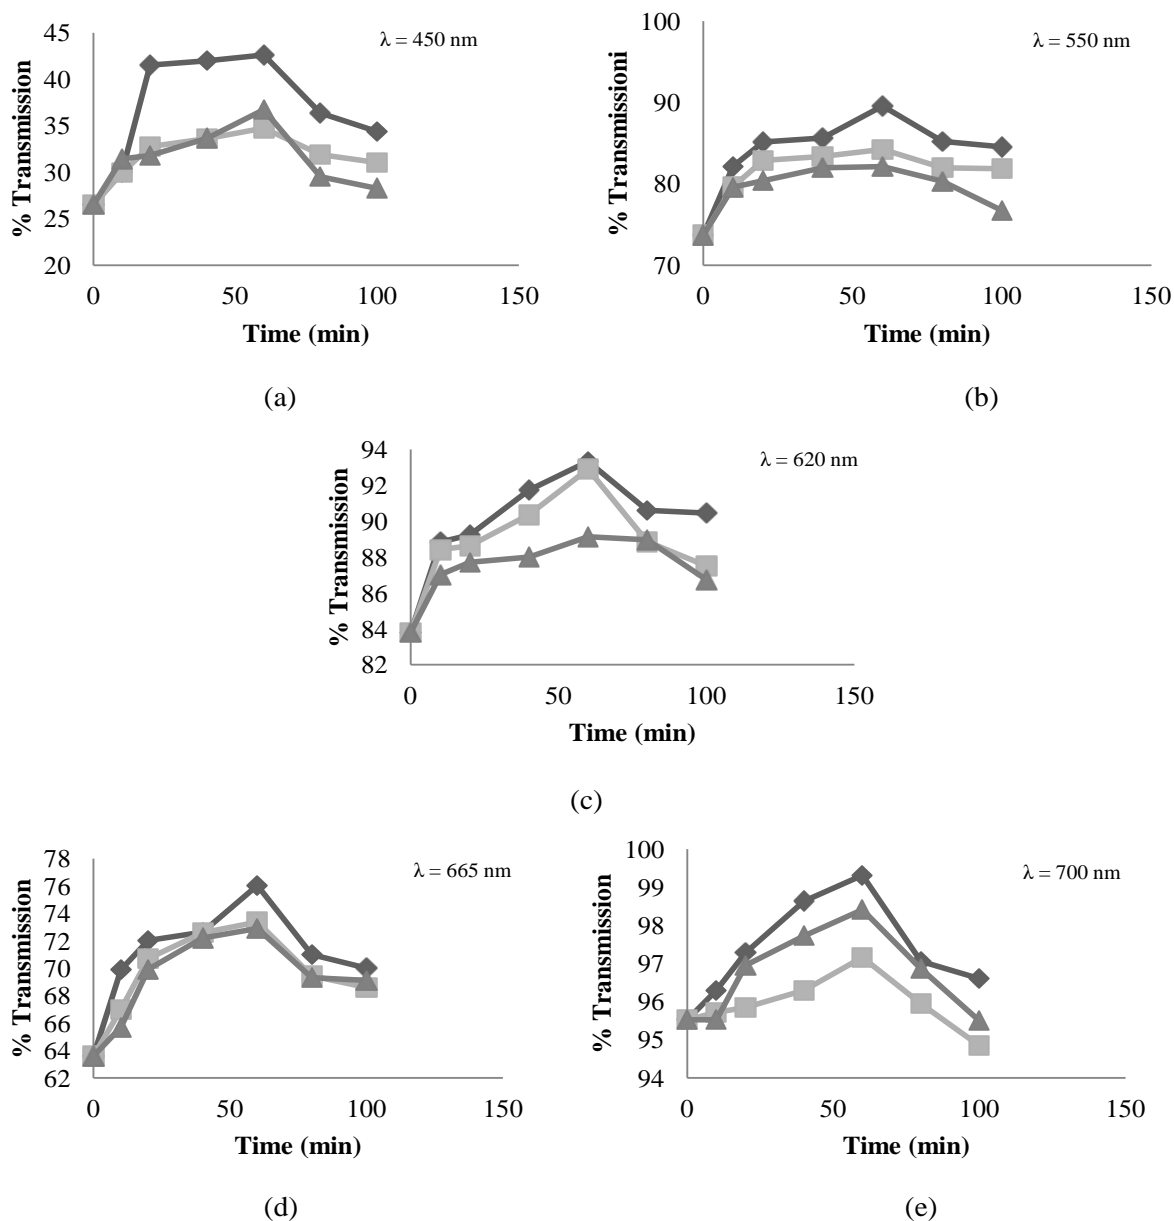 λ = 450 nm
% Transmission
45
40
35
30
25
20
0
50
100
150
Time (min)
(a)
λ = 550 nm
% Transmissioni
100
90
80
70
0
50
100
150
Time (min)
(b)
λ = 620 nm
% Transmission
94
92
90
88
86
84
82
0
50
100
150
Time (min)
(c)
λ = 665 nm
% Transmission
78
76
74
72
70
68
66
64
62
0
50
100
150
Time (min)
(d)
λ = 700 nm
% Transmission
100
99
98
97
96
95
94
0
50
100
150
Time (min)
(e)